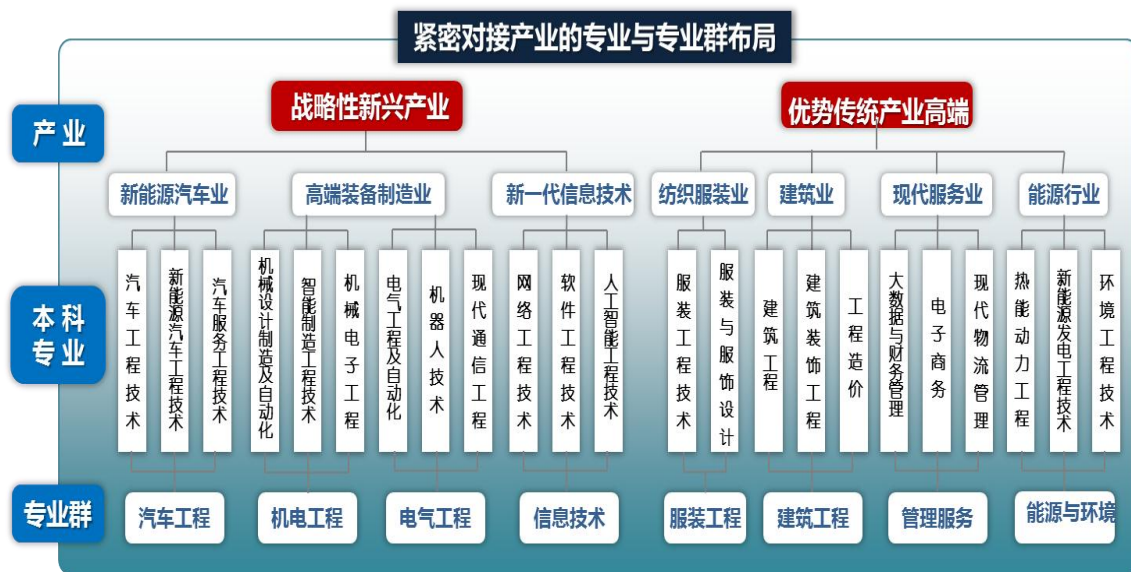 紧密对接产业的专业与专业群布局
产业
战略性新兴产业
优势传统产业高端
新能源汽车业
高端装备制造业
新一代信息技术
纺织服装业
建筑业
现代服务业
能源行业
本科
专业
汽车工程技术
新能源汽车工程技术
汽车服务工程技术
机械设计制造及自动化
智能制造工程技术
机械电子工程
电气工程及自动化
机器人技术
现代通信工程
网络工程技术
软件工程技术
人工智能工程技术
服装工程技术
服装与服饰设计
建筑工程
建筑装饰工程
工程造价
大数据与财务管理
电子商务
现代物流管理
热能动力工程
新能源发电工程技术
环境工程技术
专业群
汽车工程
机电工程
电气工程
信息技术
服装工程
建筑工程
管理服务
能源与环境